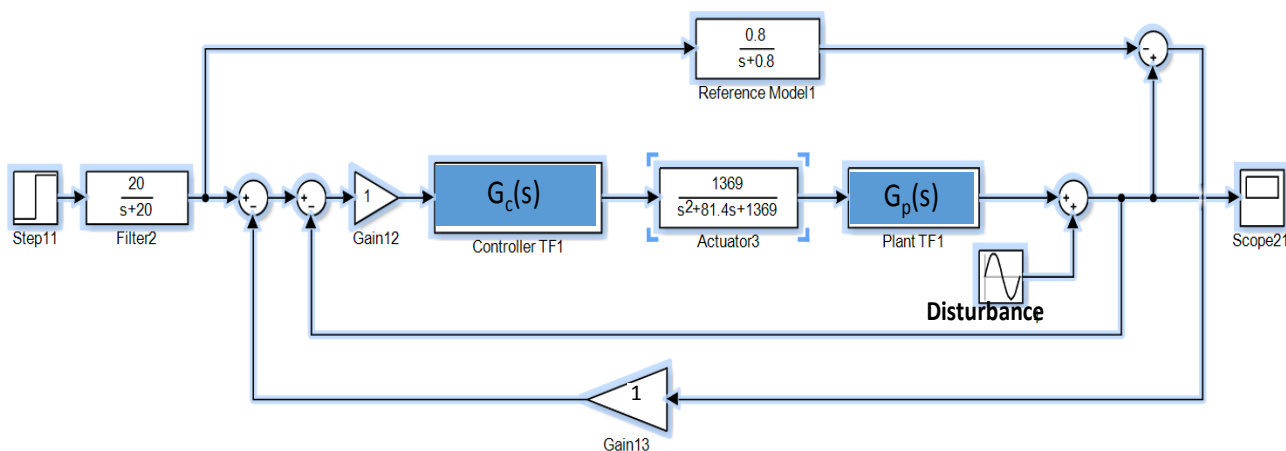 0.8
s+0.8
Reference Model1
-
+
Step11
20
s+20
Filter2
+
-
+
-
1
Gain12
Gc(s)
Controller TF1
1369
s2+81.4s+1369
Actuator3
Gp(s)
Plant TF1
+
+
Disturbance
Scope21
1
Gain13